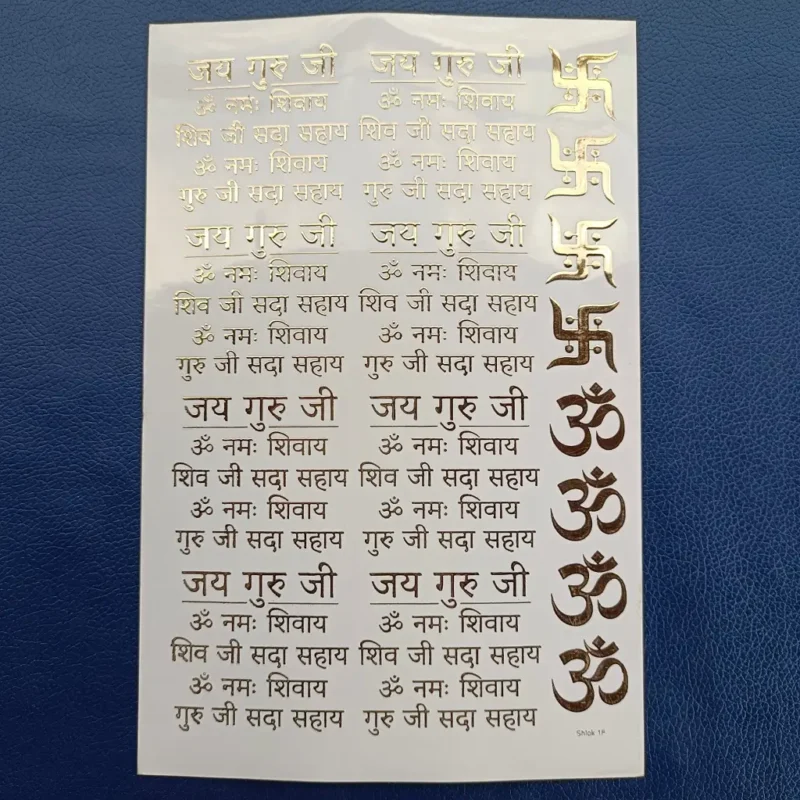 जय गुरु जी जय गुरु जी
ॐ नमः शिवाय ॐ नमः शिवाय
शिव जी सदा सहाय शिव जी सदा सहाय
ॐ नमः शिवाय ॐ नमः शिवाय
गुरु जी सदा सहाय गुरु जी सदा सहाय
जय गुरु जी जय गुरु जी
ॐ नमः शिवाय ॐ नमः शिवाय
शिव जी सदा सहाय शिव जी सदा सहाय
ॐ नमः शिवाय ॐ नमः शिवाय
गुरु जी सदा सहाय गुरु जी सदा सहाय
जय गुरु जी जय गुरु जी
ॐ
ॐ नमः शिवाय ॐ नमः शिवाय
शिव जी सदा सहाय शिव जी सदा सहाय
ॐ
ॐ नमः शिवाय ॐ नमः शिवाय
गुरु जी सदा सहाय गुरु जी सदा सहाय
जय गुरु जी जय गुरु जी
ॐ
ॐ नमः शिवाय ॐ नमः शिवाय
शिव जी सदा सहाय शिव जी सदा सहाय
ॐ
ॐ नमः शिवाय ॐ नमः शिवाय
गुरु जी सदा सहाय गुरु जी सदा सहाय
Shlok 1F